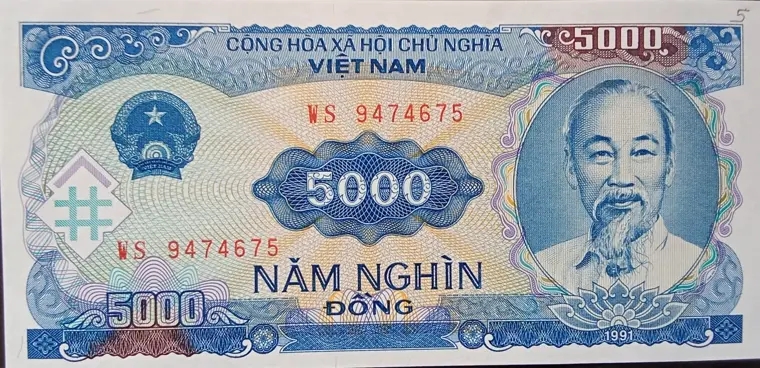 5
CỘNG HÒA XÃ HỘI CHỦ NGHĨA
VIỆT NAM
5000
WS 9474675
5000
WS 9474675
NĂM NGHÌN
ĐỒNG
5000
1991